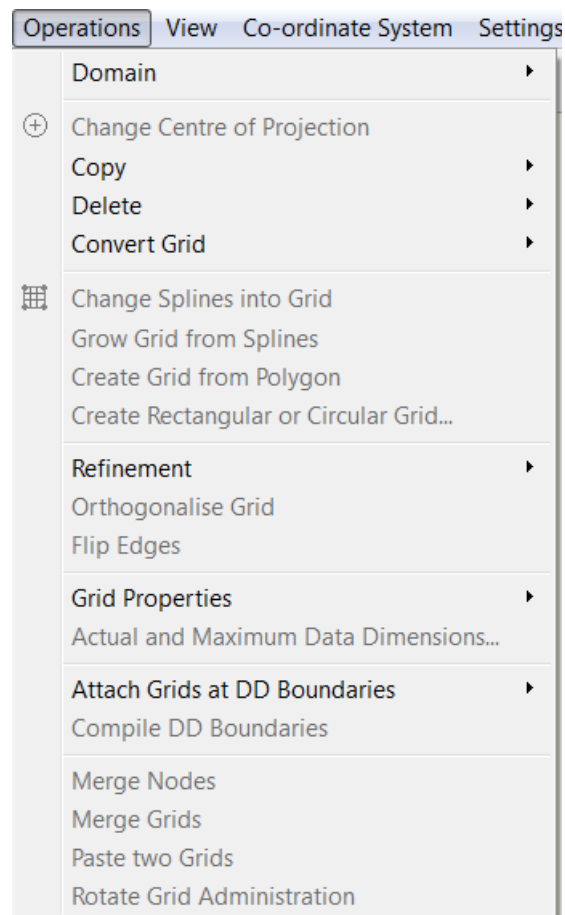 Operations View Co-ordinate System Settings
Domain
Change Centre of Projection
Copy
Delete
Convert Grid
Change Splines into Grid
Grow Grid from Splines
Create Grid from Polygon
Create Rectangular or Circular Grid...
Refinement
Orthogonalise Grid
Flip Edges
Grid Properties
Actual and Maximum Data Dimensions...
Attach Grids at DD Boundaries
Compile DD Boundaries
Merge Nodes
Merge Grids
Paste two Grids
Rotate Grid Administration